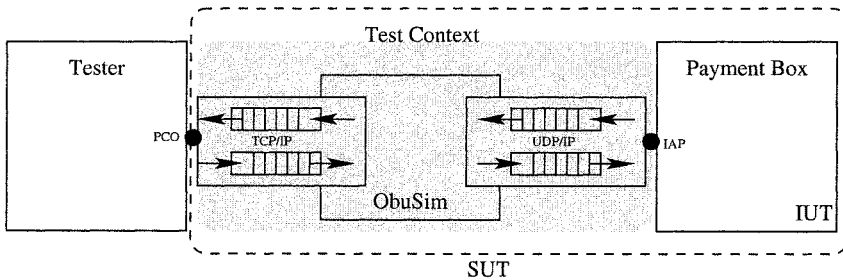 Test Context
Tester
Payment Box
PCO
TCP/IP
UDP/IP
IAP
ObuSim
IUT
SUT